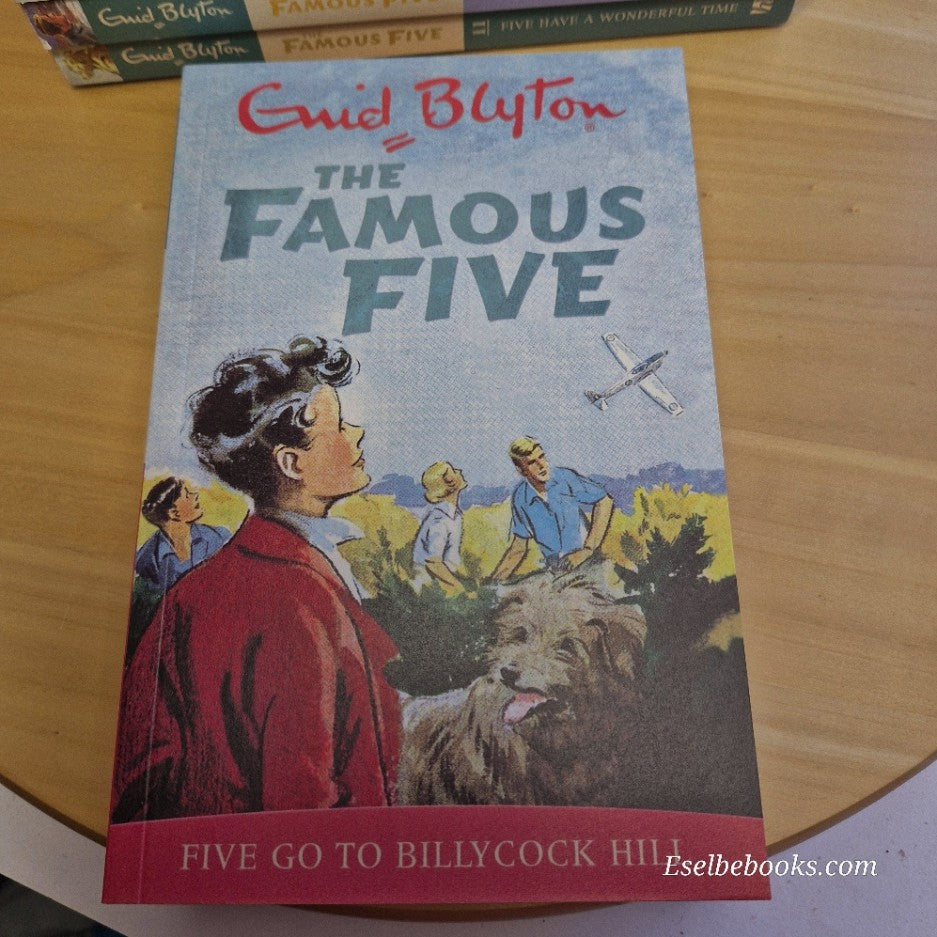 Enid Blyton
FAMOUS FIVE
Enid Blyton
THE
FAMOUS FIVE
11
FIVE HAVE A WONDERFUL TIME
Enid Blyton
®
THE
FAMOUS
FIVE
FIVE GO TO BILLYCOCK HILL
Eselbebooks.com